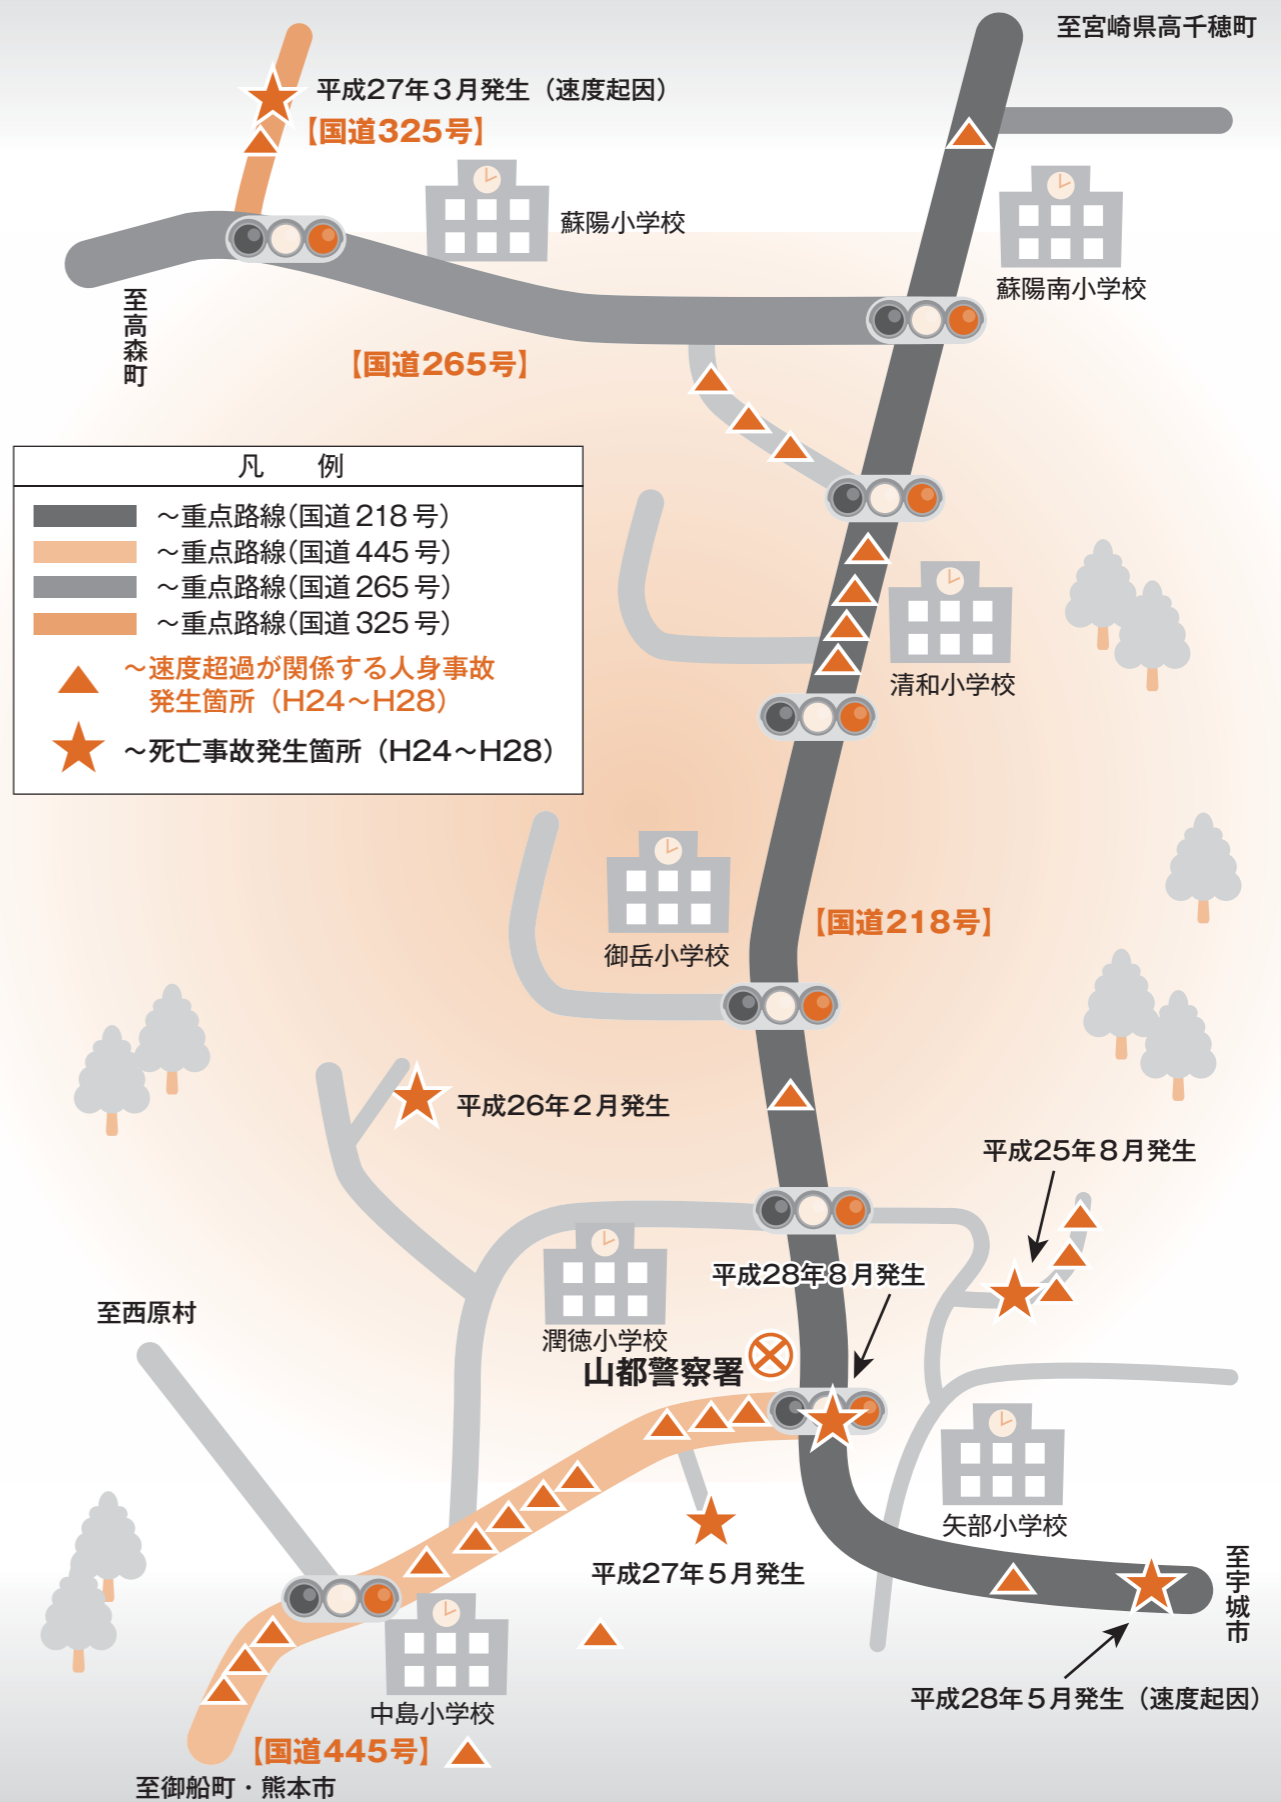 至宮崎県高千穂町
平成27年3月発生（速度起因）
【国道325号】
蘇陽小学校
蘇陽南小学校
至高森町
【国道265号】
凡　例
～重点路線（国道218号）
～重点路線（国道445号）
～重点路線（国道265号）
～重点路線（国道325号）
～速度超過が関係する人身事故
発生箇所（H24～H28）
～死亡事故発生箇所（H24～H28）
清和小学校
御岳小学校
【国道218号】
平成26年2月発生
平成25年8月発生
平成28年8月発生
至西原村
潤徳小学校
山都警察署
矢部小学校
平成27年5月発生
至宇城市
平成28年5月発生（速度起因）
中島小学校
【国道445号】
至御船町・熊本市